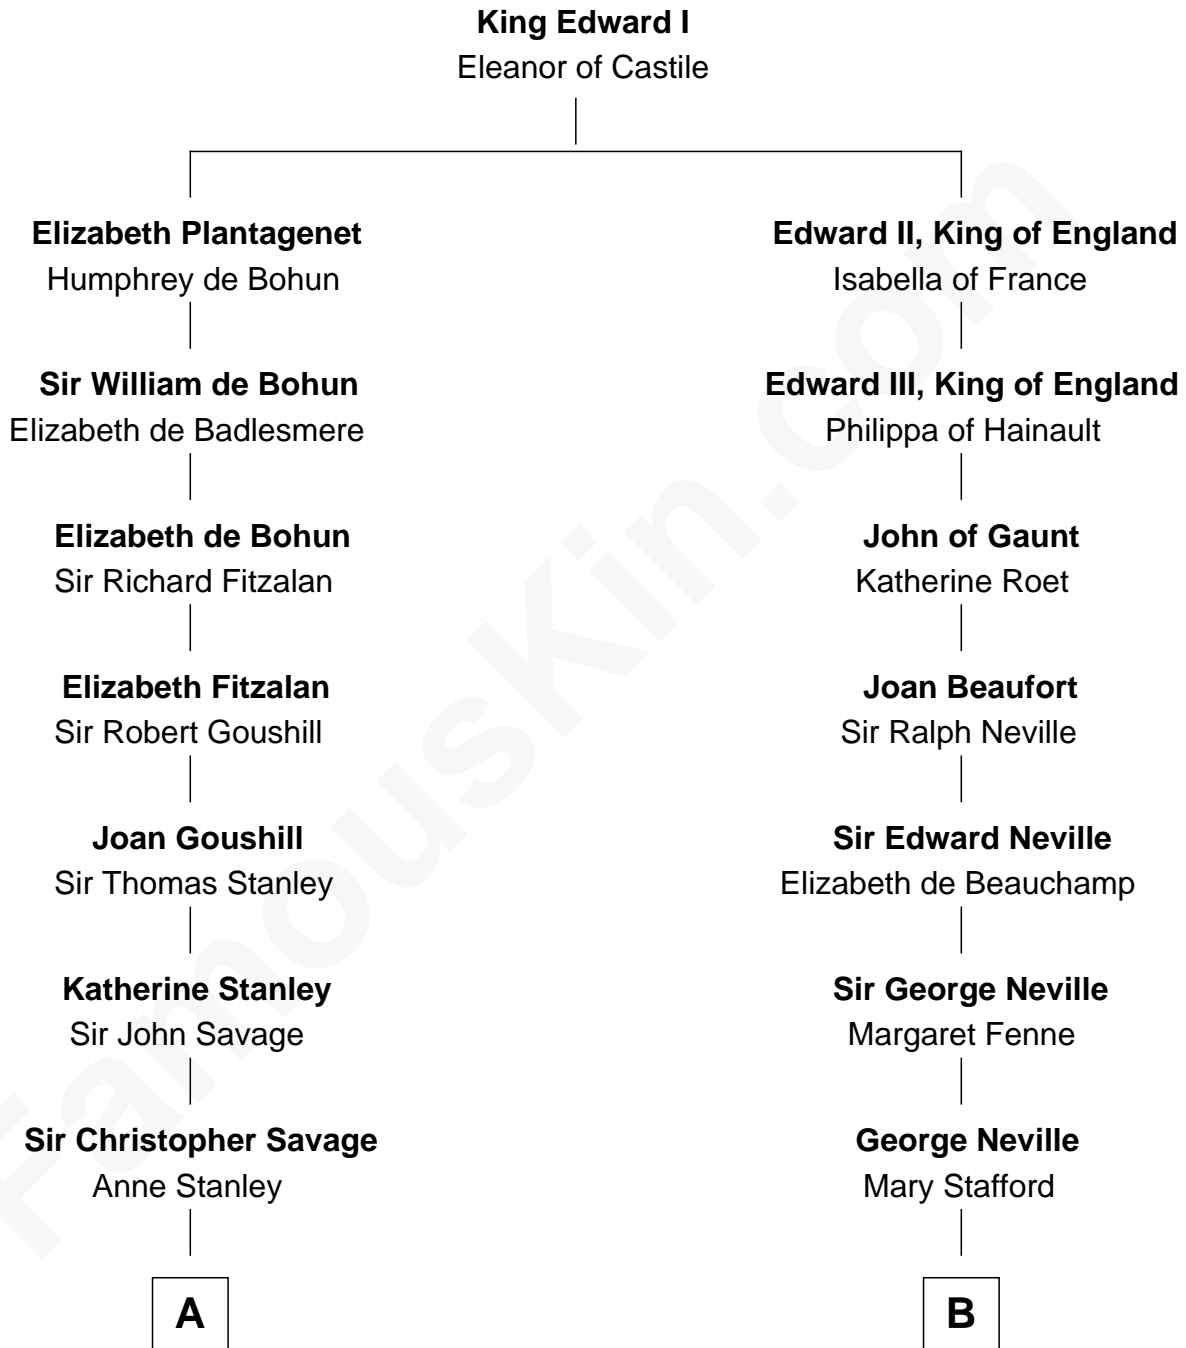 King Edward I
Eleanor of Castile
Elizabeth Plantagenet
Humphrey de Bohun
Edward II, King of England
Isabella of France
Sir William de Bohun
Elizabeth de Badlesmere
Edward III, King of England
Philippa of Hainault
Elizabeth de Bohun
Sir Richard Fitzalan
John of Gaunt
Katherine Roet
Elizabeth Fitzalan
Sir Robert Goushill
Joan Beaufort
Sir Ralph Neville
Joan Goushill
Sir Thomas Stanley
Sir Edward Neville
Elizabeth de Beauchamp
Katherine Stanley
Sir John Savage
Sir George Neville
Margaret Fenne
Sir Christopher Savage
Anne Stanley
George Neville
Mary Stafford
A
B
FamousKin.com